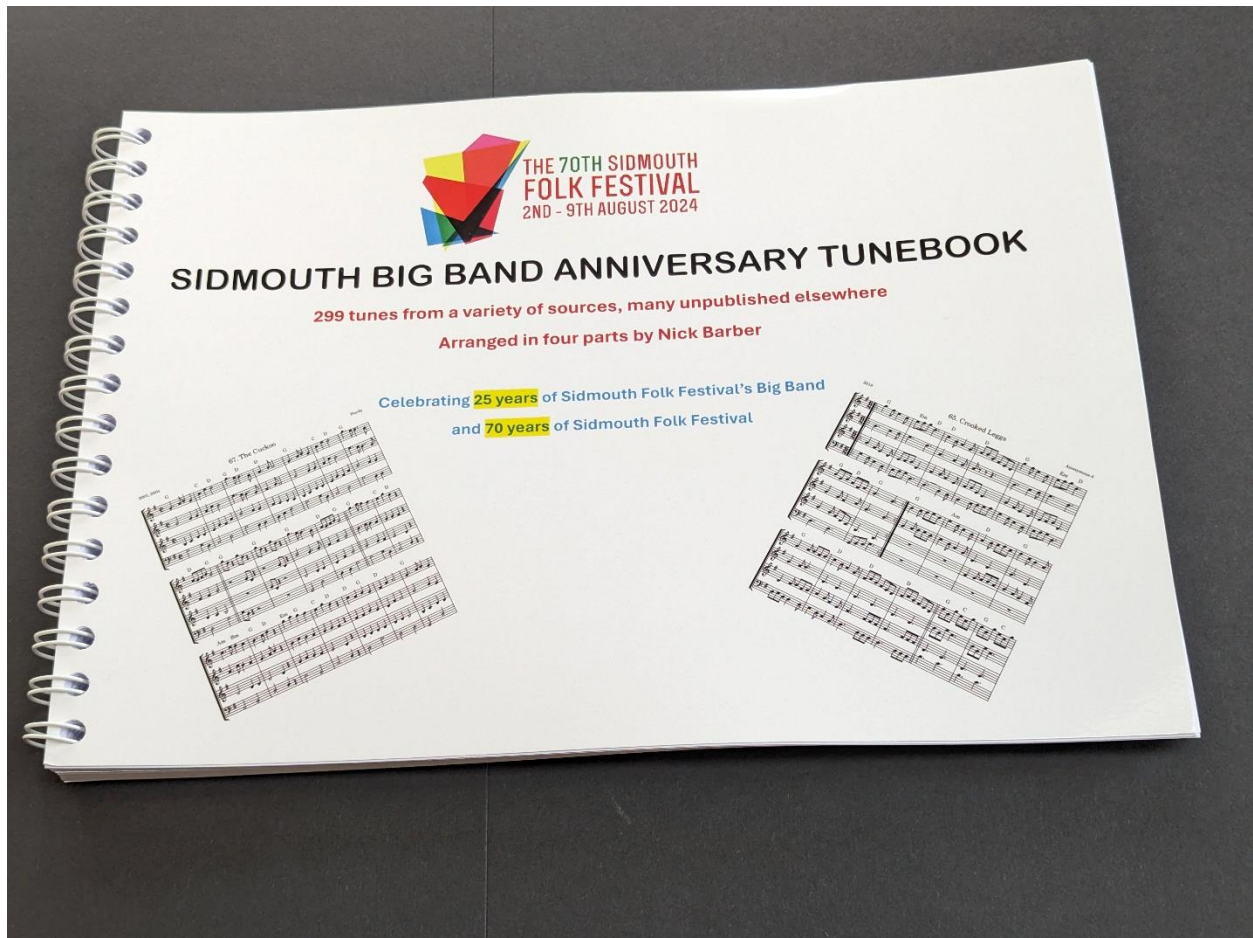 THE 70TH SIDMOUTH
FOLK FESTIVAL
2ND - 9TH AUGUST 2024
SIDMOUTH BIG BAND ANNIVERSARY TUNEBOOK
299 tunes from a variety of sources, many unpublished elsewhere
Arranged in four parts by Nick Barber
Celebrating 25 years of Sidmouth Folk Festival's Big Band
and 70 years of Sidmouth Folk Festival
67. The Cuckoo
65. Crooked Leggs